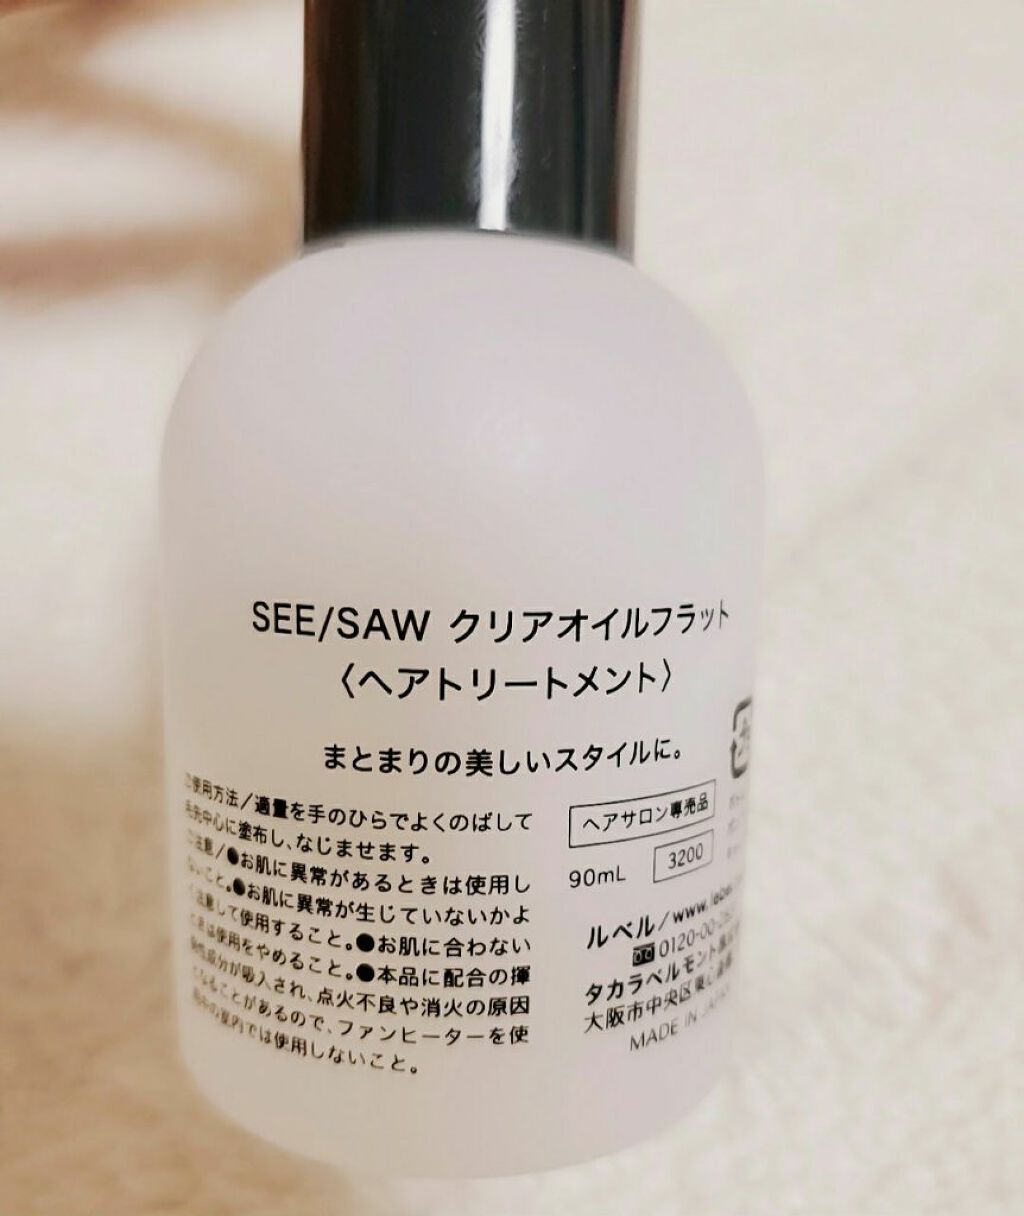 SEE/SAW クリアオイルフラット
〈ヘアトリートメント〉
まとまりの美しいスタイルに。
ご使用方法／適量を手のひらでよくのばして
毛先中心に塗布し、なじませます。
ご注意／●お肌に異常があるときは使用し
ないこと。●お肌に異常が生じていないかよ
く注意して使用すること。●お肌に合わない
ときは使用をやめること。●本品に配合の揮
発性成分が吸入され、点火不良や消火の原因
となることがあるので、ファンヒーターを使
用中の室内では使用しないこと。
ヘアサロン専売品
90mL 3200
ルベル／www.lebel
0120-00-
タカラベルモント
大阪市中央区東心斎橋
MADE IN JAPAN